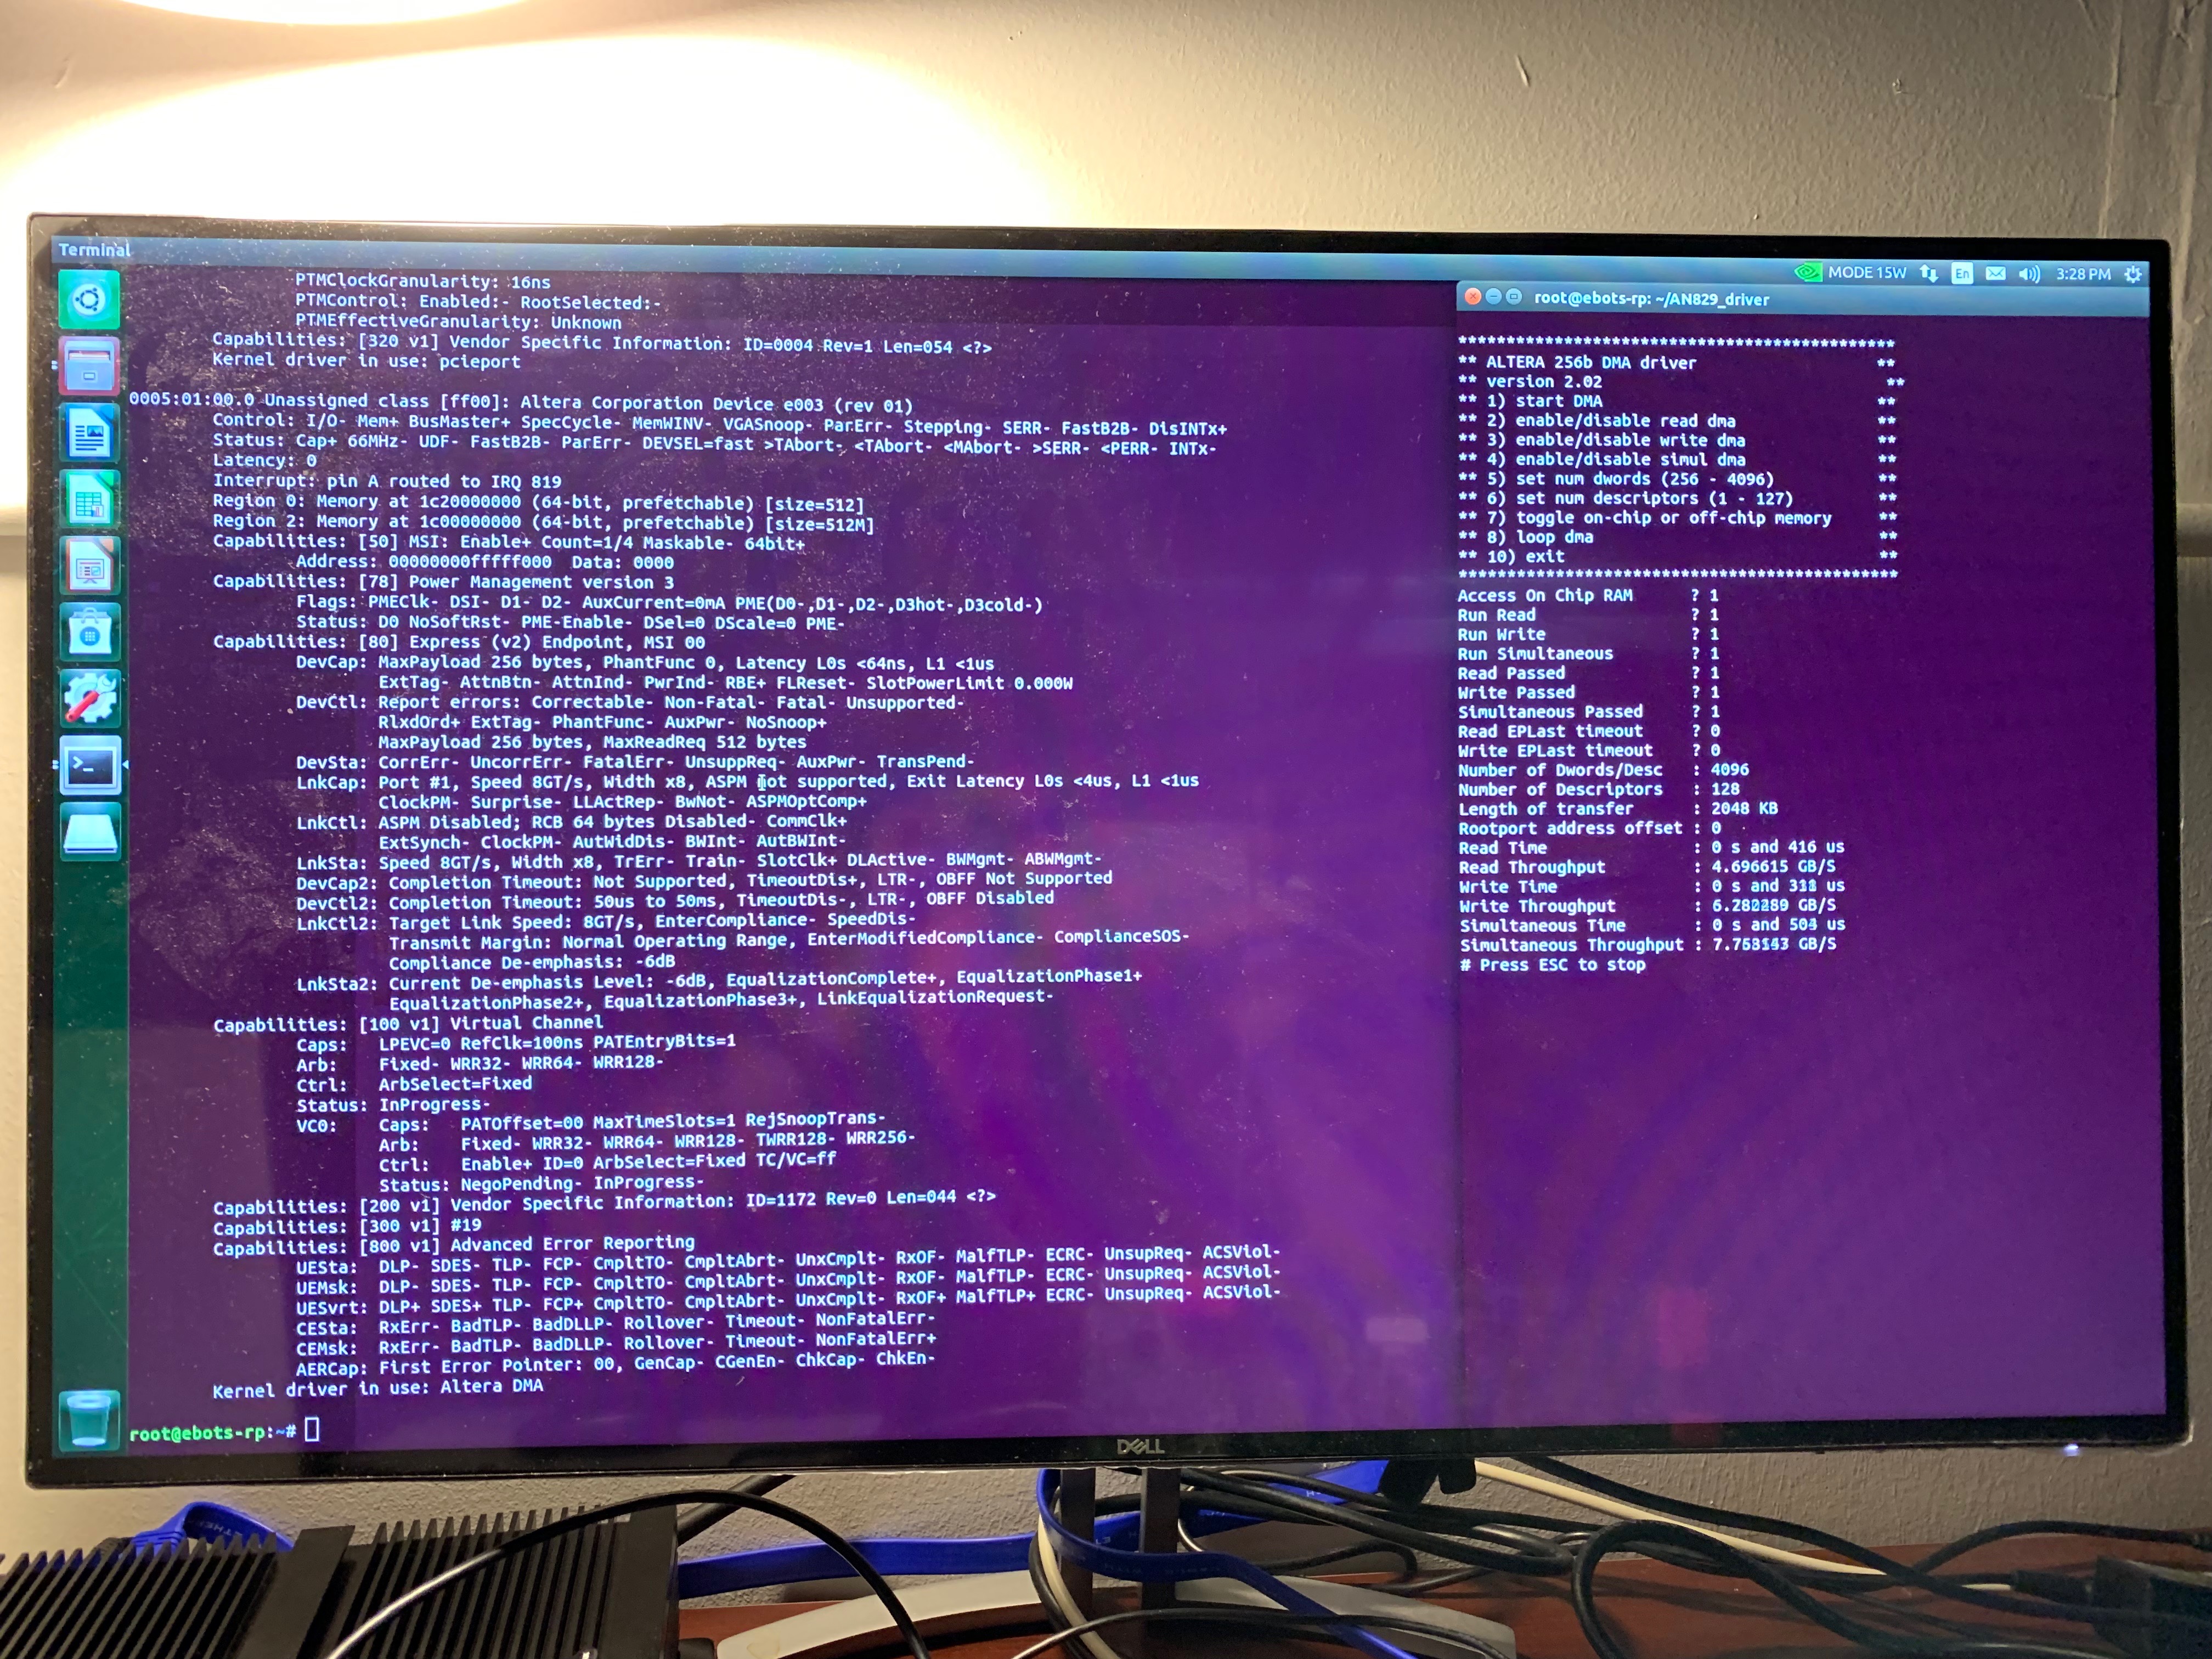 Terminal
MODE 15W En 3:28 PM
PTMClockGranularity: 16ns
PTMControl: Enabled:- RootSelected:-
PTMEffectiveGranularity: Unknown
Capabilities: [320 v1] Vendor Specific Information: ID=0004 Rev=1 Len=054 <?>
Kernel driver in use: pcieport
0005:01:00.0 Unassigned class [ff00]: Altera Corporation Device e003 (rev 01)
Control: I/O- Mem+ BusMaster+ SpecCycle- MemWINV- VGASnoop- ParErr- Stepping- SERR- FastB2B- DisINTx+
Status: Cap+ 66MHz- UDF- FastB2B- ParErr- DEVSEL=fast >TAbort- <TAbort- <MAbort- >SERR- <PERR- INTx-
Latency: 0
Interrupt: pin A routed to IRQ 819
Region 0: Memory at 1c20000000 (64-bit, prefetchable) [size=512]
Region 2: Memory at 1c00000000 (64-bit, prefetchable) [size=512M]
Capabilities: [50] MSI: Enable+ Count=1/4 Maskable- 64bit+
Address: 00000000fffff000 Data: 0000
Capabilities: [78] Power Management version 3
Flags: PMEClk- DSI- D1- D2- AuxCurrent=0mA PME(D0-,D1-,D2-,D3hot-,D3cold-)
Status: D0 NoSoftRst- PME-Enable- DSel=0 DScale=0 PME-
Capabilities: [80] Express (v2) Endpoint, MSI 00
DevCap: MaxPayload 256 bytes, PhantFunc 0, Latency L0s <64ns, L1 <1us
ExtTag- AttnBtn- AttnInd- PwrInd- RBE+ FLReset- SlotPowerLimit 0.000W
DevCtl: Report errors: Correctable- Non-Fatal- Fatal- Unsupported-
RlxdOrd+ ExtTag- PhantFunc- AuxPwr- NoSnoop+
MaxPayload 256 bytes, MaxReadReq 512 bytes
DevSta: CorrErr- UncorrErr- FatalErr- UnsuppReq- AuxPwr- TransPend-
LnkCap: Port #1, Speed 8GT/s, Width x8, ASPM not supported, Exit Latency L0s <4us, L1 <1us
ClockPM- Surprise- LLActRep- BwNot- ASPMOptComp+
LnkCtl: ASPM Disabled; RCB 64 bytes Disabled- CommClk+
ExtSynch- ClockPM- AutWidDis- BWInt- AutBWInt-
LnkSta: Speed 8GT/s, Width x8, TrErr- Train- SlotClk+ DLActive- BWMgmt- ABWMgmt-
DevCap2: Completion Timeout: Not Supported, TimeoutDis+, LTR-, OBFF Not Supported
DevCtl2: Completion Timeout: 50us to 50ms, TimeoutDis-, LTR-, OBFF Disabled
LnkCtl2: Target Link Speed: 8GT/s, EnterCompliance- SpeedDis-
Transmit Margin: Normal Operating Range, EnterModifiedCompliance- ComplianceSOS-
Compliance De-emphasis: -6dB
LnkSta2: Current De-emphasis Level: -6dB, EqualizationComplete+, EqualizationPhase1+
EqualizationPhase2+, EqualizationPhase3+, LinkEqualizationRequest-
Capabilities: [100 v1] Virtual Channel
Caps: LPEVC=0 RefClk=100ns PATEntryBits=1
Arb: Fixed- WRR32- WRR64- WRR128-
Ctrl: ArbSelect=Fixed
Status: InProgress-
VC0: Caps: PATOffset=00 MaxTimeSlots=1 RejSnoopTrans-
Arb: Fixed- WRR32- WRR64- WRR128- TWRR128- WRR256-
Ctrl: Enable+ ID=0 ArbSelect=Fixed TC/VC=ff
Status: NegoPending- InProgress-
Capabilities: [200 v1] Vendor Specific Information: ID=1172 Rev=0 Len=044 <?>
Capabilities: [300 v1] #19
Capabilities: [800 v1] Advanced Error Reporting
UESta: DLP- SDES- TLP- FCP- CmpltTO- CmpltAbrt- UnxCmplt- RxOF- MalfTLP- ECRC- UnsupReq- ACSViol-
UEMsk: DLP- SDES- TLP- FCP- CmpltTO- CmpltAbrt- UnxCmplt- RxOF- MalfTLP- ECRC- UnsupReq- ACSViol-
UESvrt: DLP+ SDES+ TLP- FCP+ CmpltTO- CmpltAbrt- UnxCmplt- RxOF+ MalfTLP+ ECRC- UnsupReq- ACSViol-
CESta: RxErr- BadTLP- BadDLLP- Rollover- Timeout- NonFatalErr-
CEMsk: RxErr- BadTLP- BadDLLP- Rollover- Timeout- NonFatalErr+
AERCap: First Error Pointer: 00, GenCap- CGenEn- ChkCap- ChkEn-
Kernel driver in use: Altera DMA
root@ebots-rp:~#
root@ebots-rp: ~/AN829_driver
*********************************************
** ALTERA 256b DMA driver **
** version 2.02 **
** 1) start DMA **
** 2) enable/disable read dma **
** 3) enable/disable write dma **
** 4) enable/disable simul dma **
** 5) set num dwords (256 - 4096) **
** 6) set num descriptors (1 - 127) **
** 7) toggle on-chip or off-chip memory **
** 8) loop dma **
** 10) exit **
*********************************************
Access On Chip RAM ? 1
Run Read ? 1
Run Write ? 1
Run Simultaneous ? 1
Read Passed ? 1
Write Passed ? 1
Simultaneous Passed ? 1
Read EPLast timeout ? 0
Write EPLast timeout ? 0
Number of Dwords/Desc : 4096
Number of Descriptors : 128
Length of transfer : 2048 KB
Rootport address offset : 0
Read Time : 0 s and 416 us
Read Throughput : 4.696615 GB/S
Write Time : 0 s and us
Write Throughput : GB/S
Simultaneous Time : 0 s and us
Simultaneous Throughput : GB/S
# Press ESC to stop
DELL